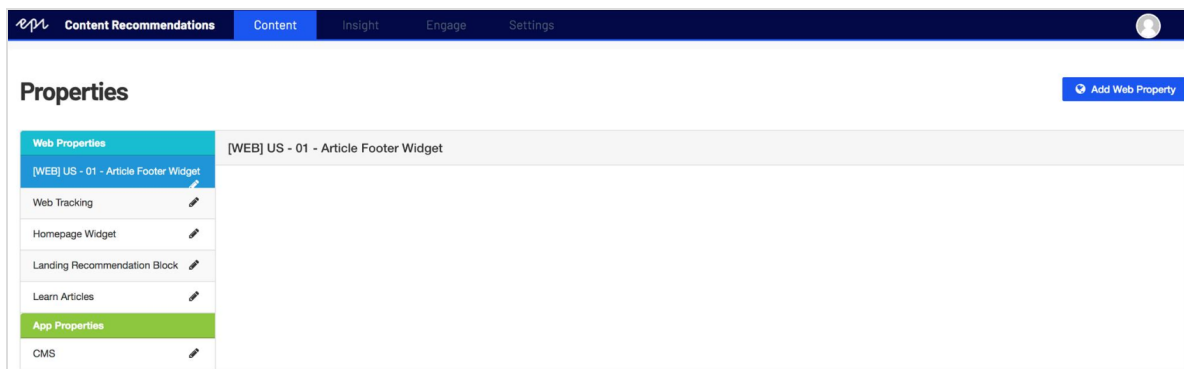 epi Content Recommendations Content Insight Engage Settings
Properties
Add Web Property
Web Properties
[WEB] US - 01 - Article Footer Widget
[WEB] US - 01 - Article Footer Widget
Web Tracking
Homepage Widget
Landing Recommendation Block
Learn Articles
App Properties
CMS